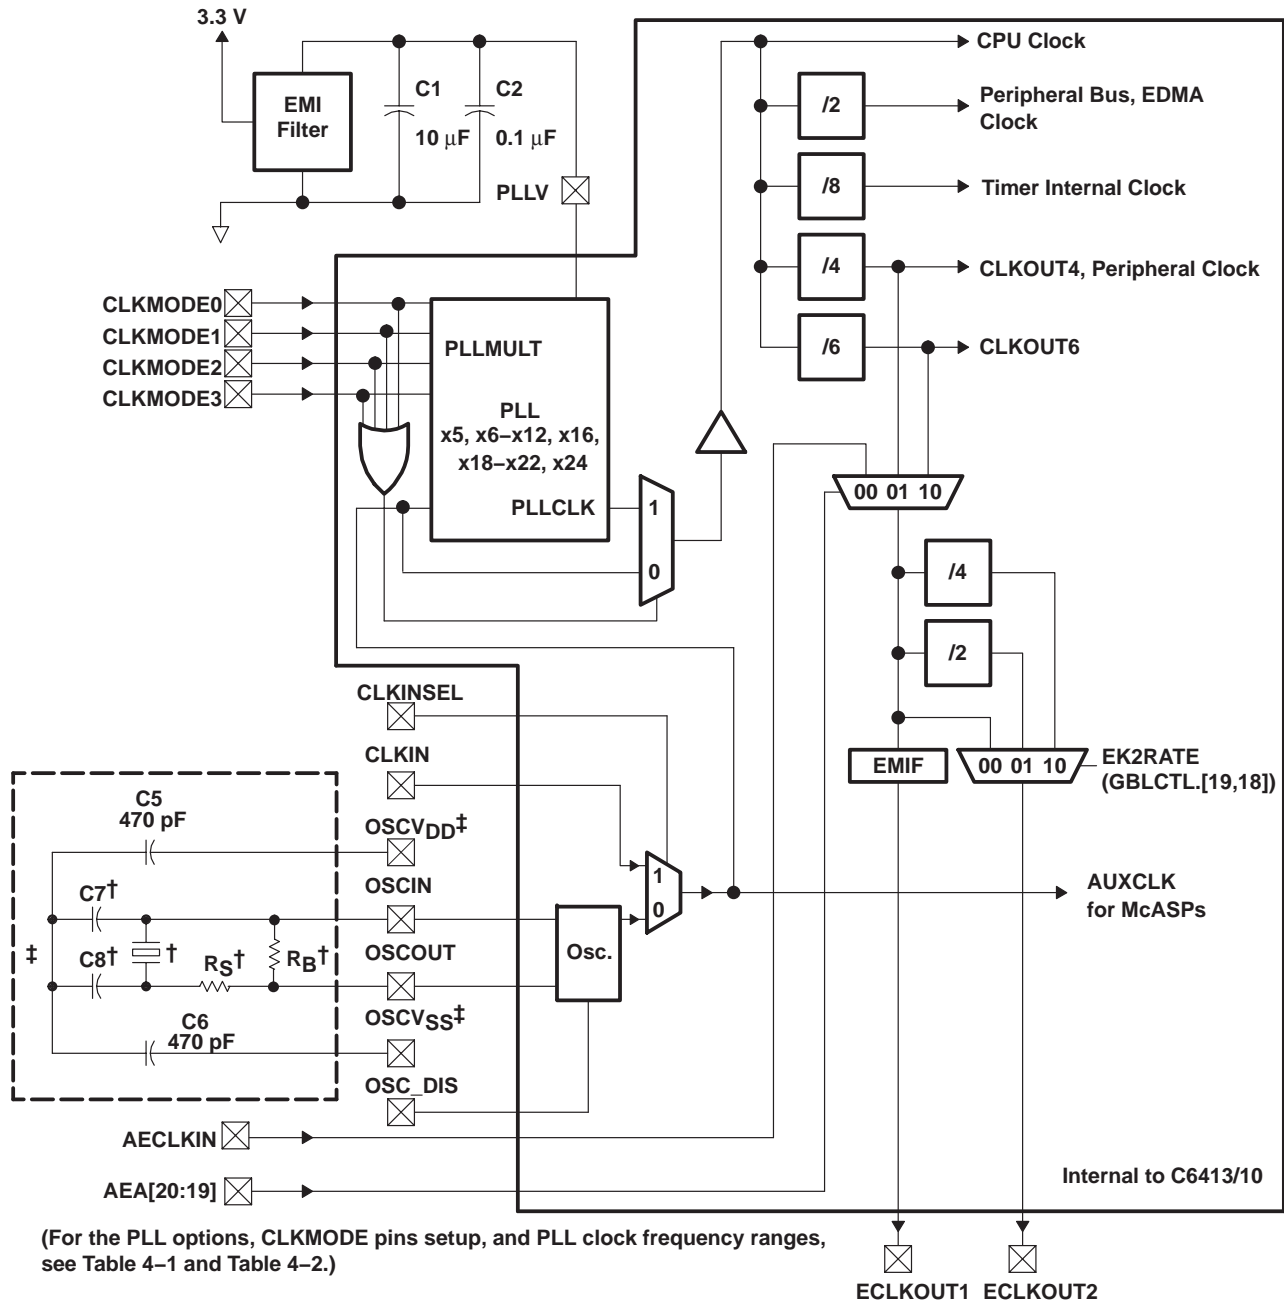 3.3 V
EMI
Filter
C1
10 μF
C2
0.1 μF
PLLV
CPU Clock
/2
Peripheral Bus, EDMA
Clock
/8
Timer Internal Clock
/4
CLKOUT4, Peripheral Clock
/6
CLKOUT6
CLKMODE0
CLKMODE1
CLKMODE2
CLKMODE3
PLLMULT
PLL
x5, x6–x12, x16,
x18–x22, x24
PLLCLK
1
0
00 01 10
/4
/2
EMIF
00 01 10
EK2RATE
(GBLCTL.[19,18])
CLKINSEL
CLKIN
C5
470 pF
OSCVDD‡
OSCIN
C7†
‡
C8†
†
RS†
RB†
OSCOUT
OSCVSS‡
C6
470 pF
OSC_DIS
Osc.
1
0
AUXCLK
for McASPs
AECLKIN
AEA[20:19]
Internal to C6413/10
(For the PLL options, CLKMODE pins setup, and PLL clock frequency ranges,
see Table 4–1 and Table 4–2.)
ECLKOUT1 ECLKOUT2